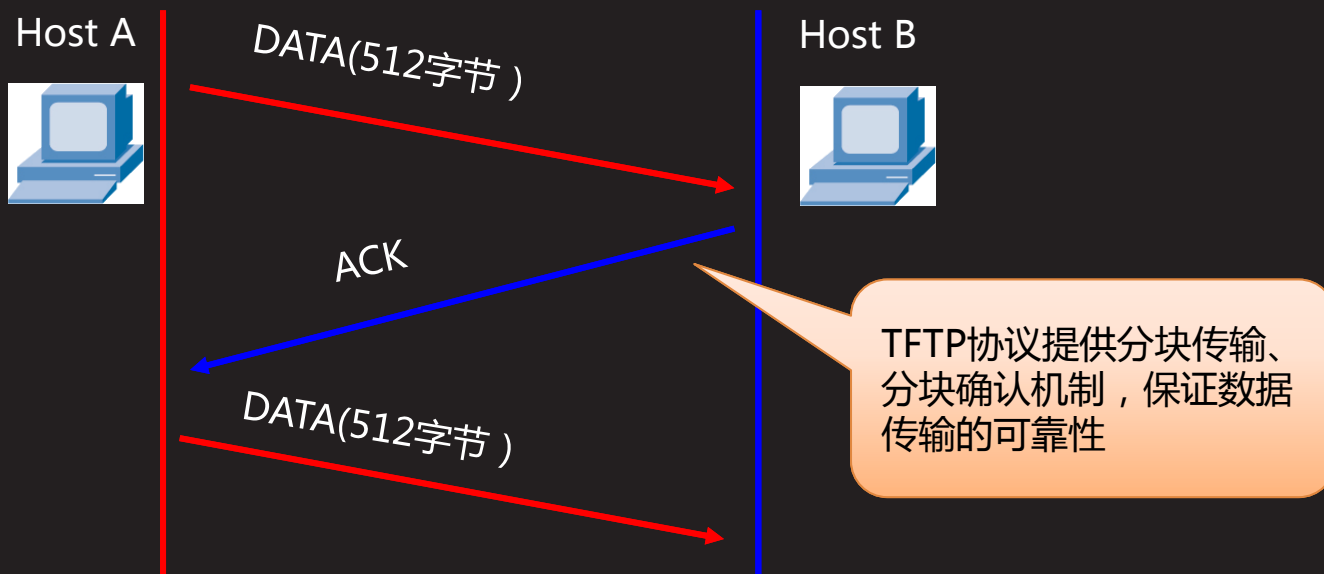 Host A
DATA(512字节）
Host B
ACK
TFTP协议提供分块传输、
分块确认机制，保证数据
传输的可靠性
DATA(512字节）